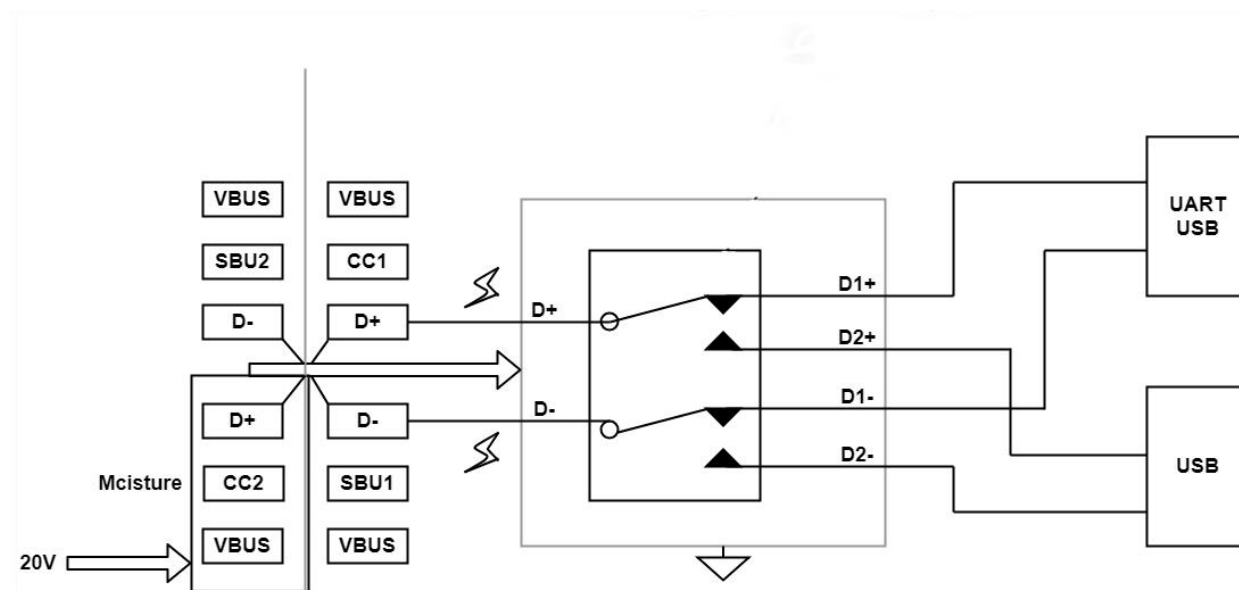 VBUS VBUS
SBU2 CC1
D- D+
D+ D-
Mcisture CC2 SBU1
20V VBUS VBUS
D+
D-
D1+
D2+
D1-
D2-
UART
USB
USB